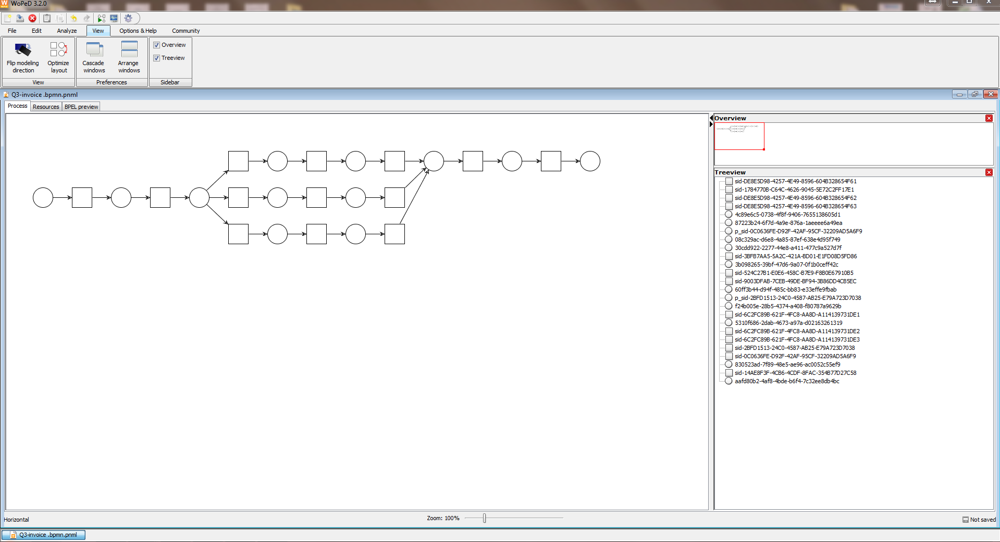 WoPeD 3.2.0
File Edit Analyze View Options & Help Community
Flip modeling direction
Optimize layout
View
Cascade windows
Arrange windows
Preferences
Overview
Treeview
Sidebar
Q3-invoice .bpmn.pnml
Process Resources BPEL preview
Overview
Treeview
sid-DE8E5D98-4257-4E49-8596-604B328654F61
sid-1784770B-C64C-4626-9045-5E72C2FF17E1
sid-DE8E5D98-4257-4E49-8596-604B328654F62
sid-DE8E5D98-4257-4E49-8596-604B328654F63
4c89e6c5-0738-4f8f-9406-7655138605d1
87223b24-6f7d-4a9e-876a-1aeeee6a49ea
p_sid-0C0636FE-D92F-42AF-95CF-32209AD5A6F9
08c329ac-d6e8-4a85-87ef-638e4d95f749
30cdd922-2277-44e8-a411-477c9a527d7f
sid-3BFB7AA5-5A2C-421A-BD01-E1FD08D5FD86
3b098265-39bf-47d6-9a07-0f1b0ceff42c
sid-524C27B1-E0E6-458C-B7E9-F8B0E67910B5
sid-9003DFAB-7CEB-49DE-BF94-3B86DD4CB5EC
60ff3b44-d94f-485c-bb83-e33effe9fbab
p_sid-2BFD1513-24C0-4587-AB25-E79A723D7038
f24b005e-28b5-4374-a408-f80787a9629b
sid-6C2FC89B-621F-4FC8-AA8D-A114139731DE1
5310f686-2dab-4673-a97a-d02163261319
sid-6C2FC89B-621F-4FC8-AA8D-A114139731DE2
sid-6C2FC89B-621F-4FC8-AA8D-A114139731DE3
sid-2BFD1513-24C0-4587-AB25-E79A723D7038
sid-0C0636FE-D92F-42AF-95CF-32209AD5A6F9
830523ad-7f89-48e5-ae96-ac0052c55ef9
sid-14AE8F3F-4CB6-4CDF-8FAC-354B77D27C58
aafd80b2-4af8-4bde-b6f4-7c32ee8db4bc
Horizontal
Zoom: 100%
Not saved
Q3-invoice .bpmn.pnml